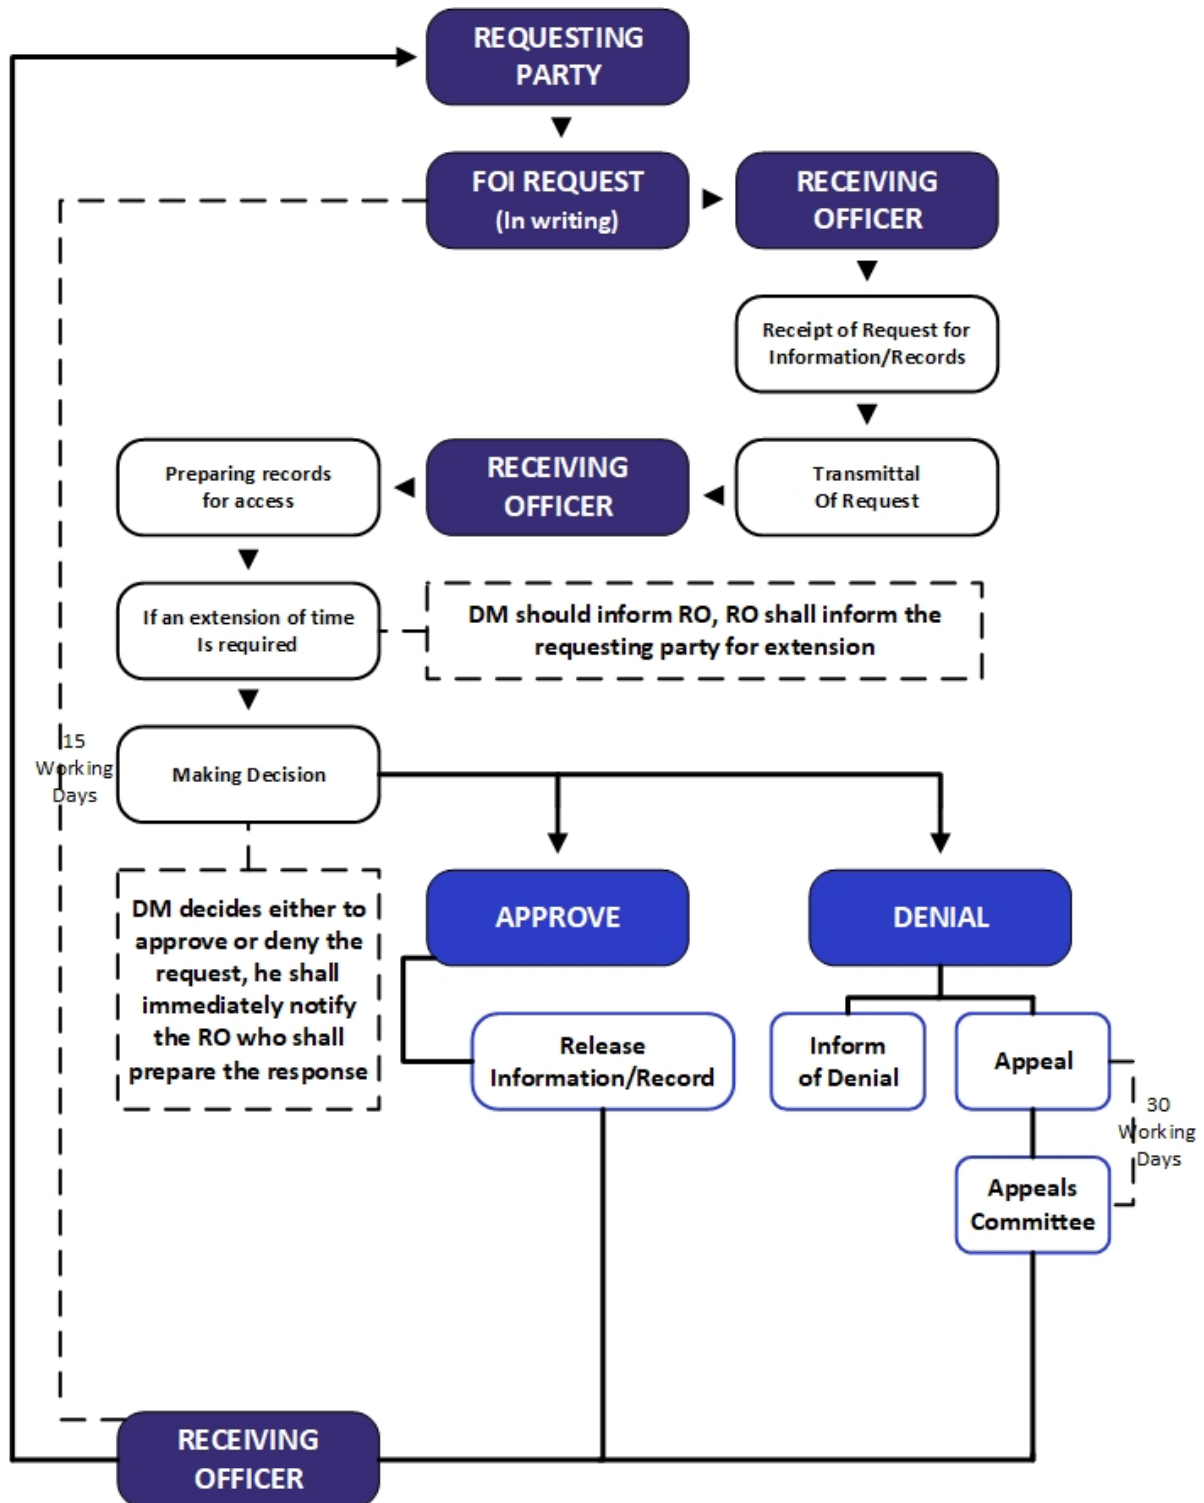 REQUESTING
PARTY
FOI REQUEST
(In writing)
RECEIVING
OFFICER
Receipt of Request for
Information/Records
Transmittal
Of Request
RECEIVING
OFFICER
Preparing records
for access
If an extension of time
Is required
DM should inform RO, RO shall inform the
requesting party for extension
15
Working
Days
Making Decision
DM decides either to
approve or deny the
request, he shall
immediately notify
the RO who shall
prepare the response
APPROVE
DENIAL
Release
Information/Record
Inform
of Denial
Appeal
30
Working
Days
Appeals
Committee
RECEIVING
OFFICER